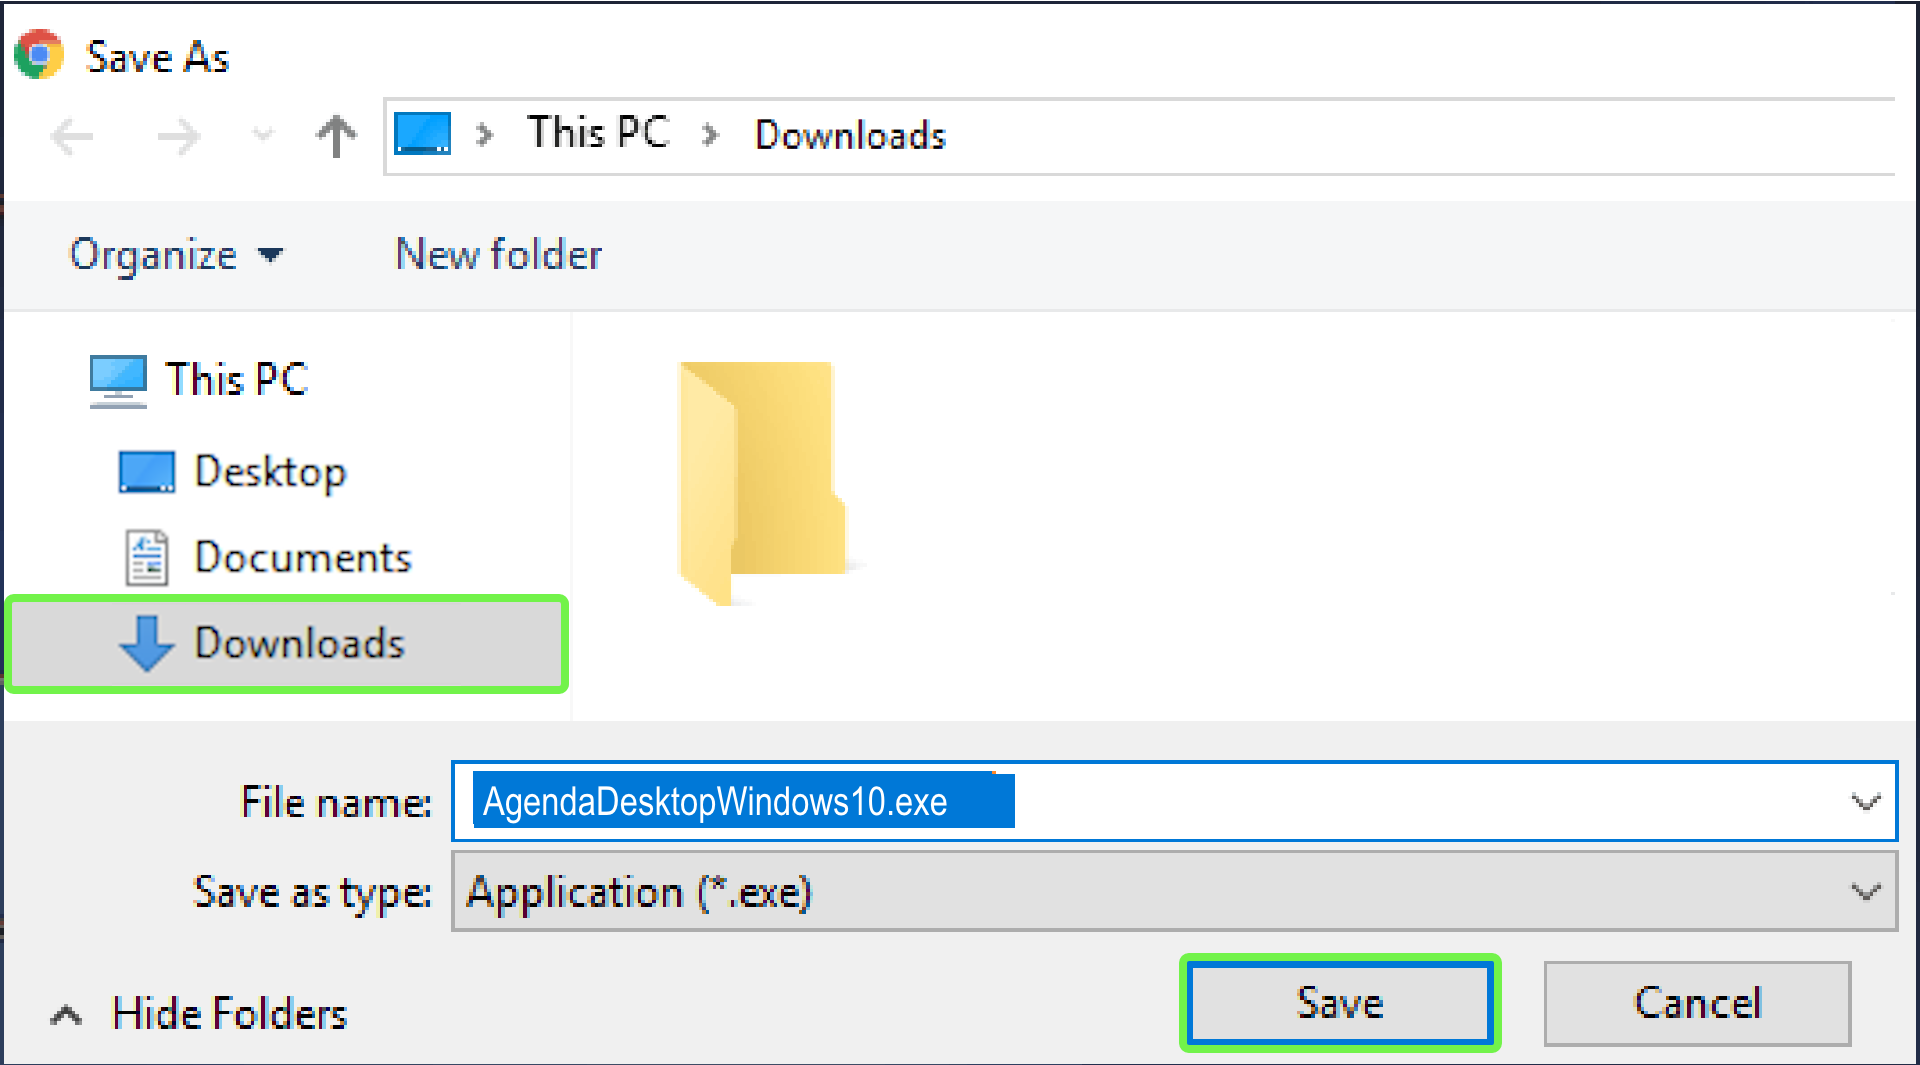 Save As
This PC
Downloads
Organize
New folder
This PC
Desktop
Documents
Downloads
File name: AgendaDesktopWindows10.exe
Save as type: Application (*.exe)
Hide Folders
Save
Cancel